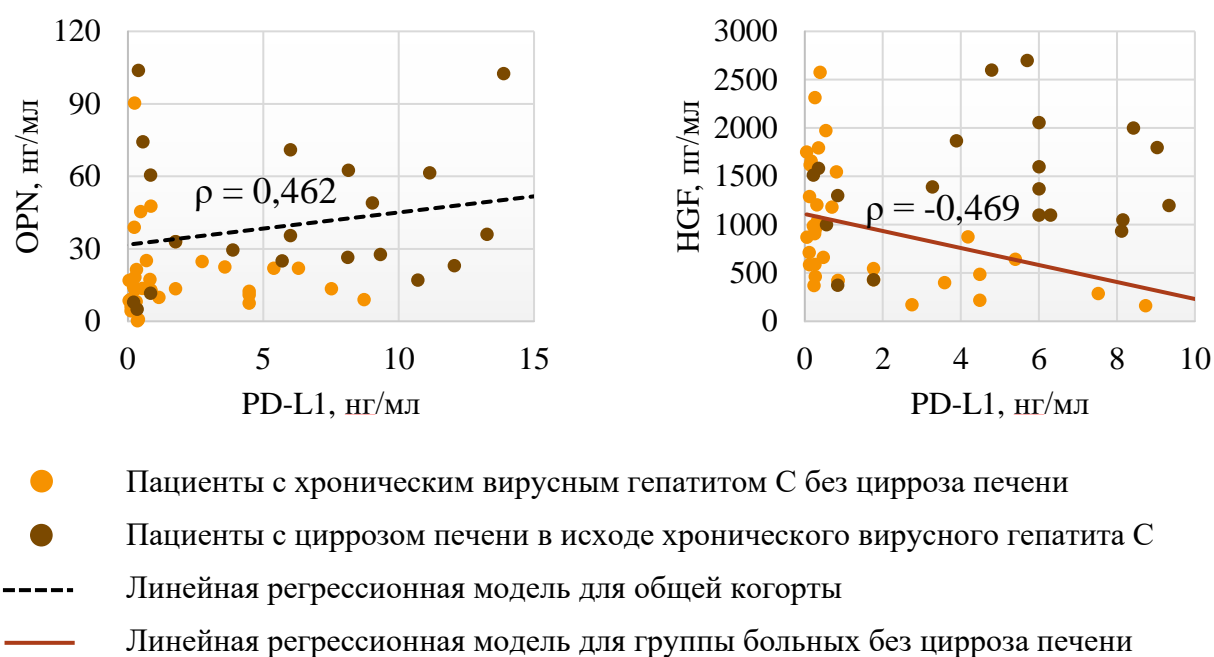 120
90
60
30
0
OPN, нг/мл
ρ = 0,462
0 5 10 15
PD-L1, нг/мл
3000
2500
2000
1500
1000
500
0
HGF, пг/мл
ρ = -0,469
0 2 4 6 8 10
PD-L1, нг/мл
Пациенты с хроническим вирусным гепатитом С без цирроза печени
Пациенты с циррозом печени в исходе хронического вирусного гепатита С
Линейная регрессионная модель для общей когорты
Линейная регрессионная модель для группы больных без цирроза печени